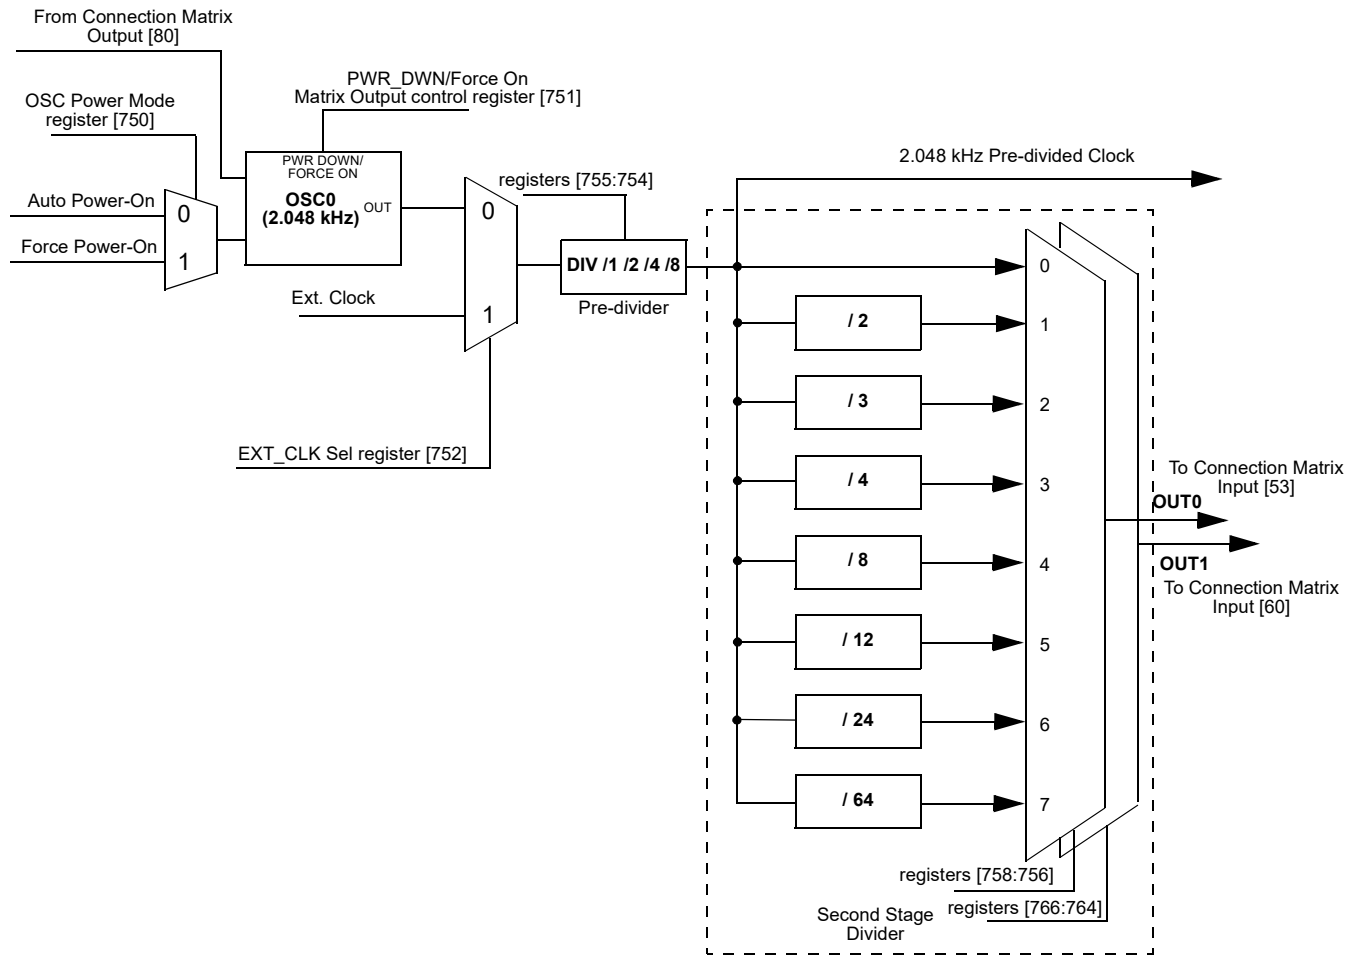 From Connection Matrix
Output [80]
PWR_DWN/Force On
Matrix Output control register [751]
OSC Power Mode
register [750]
PWR DOWN/
FORCE ON
OSC0
(2.048 kHz)
OUT
Auto Power-On
0
Force Power-On
1
0
1
Ext. Clock
EXT_CLK Sel register [752]
registers [755:754]
DIV /1 /2 /4 /8
Pre-divider
2.048 kHz Pre-divided Clock
0
/ 2
1
/ 3
2
/ 4
3
/ 8
4
/ 12
5
/ 24
6
/ 64
7
To Connection Matrix
Input [53]
OUT0
OUT1
To Connection Matrix
Input [60]
registers [758:756]
registers [766:764]
Second Stage
Divider